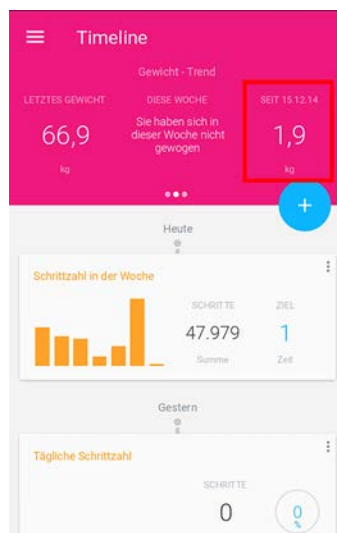 Timeline
Gewicht - Trend
LETZTES GEWICHT
DIESE WOCHE
SEIT 15.12.14
66,9
Sie haben sich in
dieser Woche nicht
gewogen
1,9
kg
kg
+
Heute
Schrittzahl in der Woche
SCHRITTE
ZIEL
47.979
1
Summe
Zeit
Gestern
Tägliche Schrittzahl
SCHRITTE
0
0
%